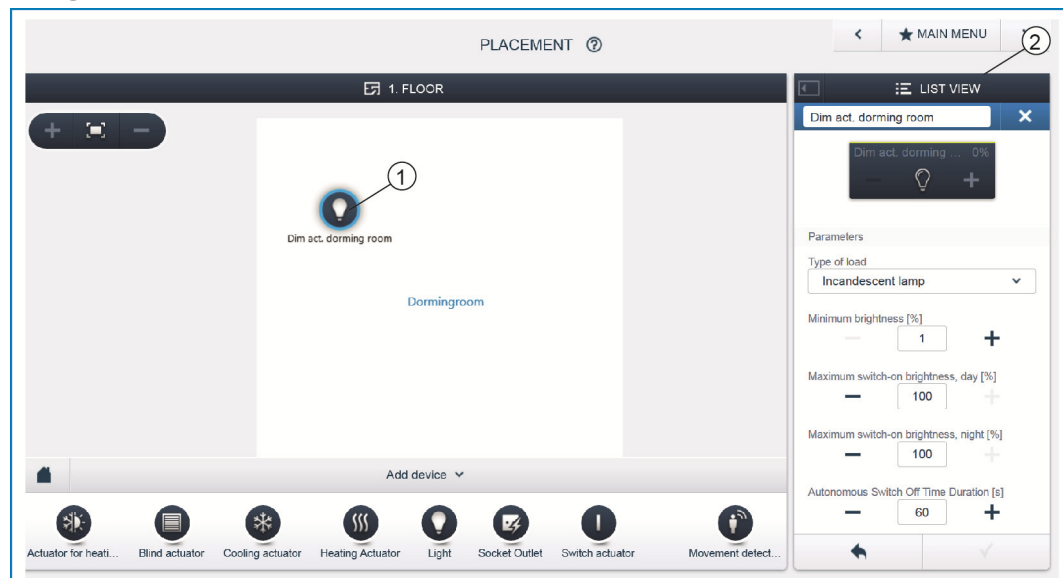 PLACEMENT ?
★ MAIN MENU
2
1. FLOOR
LIST VIEW
Dim act. dorming room
Dim act. dorming ... 0%
1
Dim act. dorming room
Dormingroom
Parameters
Type of load
Incandescent lamp
Minimum brightness [%]
1
Maximum switch-on brightness, day [%]
100
Maximum switch-on brightness, night [%]
100
Autonomous Switch Off Time Duration [s]
60
Add device
Actuator for heati...
Blind actuator
Cooling actuator
Heating Actuator
Light
Socket Outlet
Switch actuator
Movement detect...